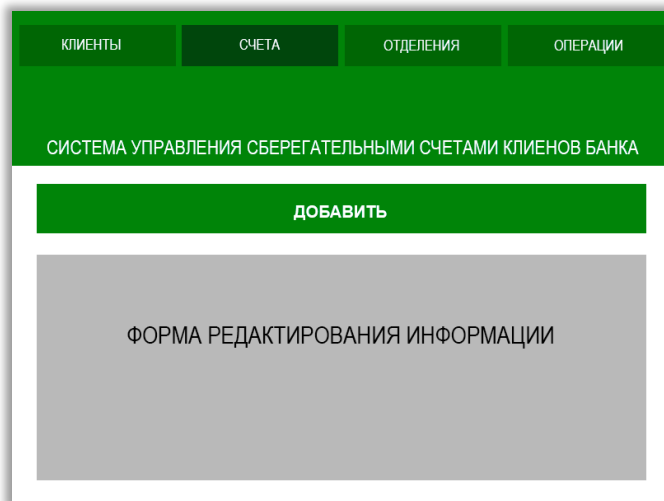 КЛИЕНТЫ СЧЕТА ОТДЕЛЕНИЯ ОПЕРАЦИИ
СИСТЕМА УПРАВЛЕНИЯ СБЕРЕГАТЕЛЬНЫМИ СЧЕТАМИ КЛИЕНОВ БАНКА
ДОБАВИТЬ
ФОРМА РЕДАКТИРОВАНИЯ ИНФОРМАЦИИ